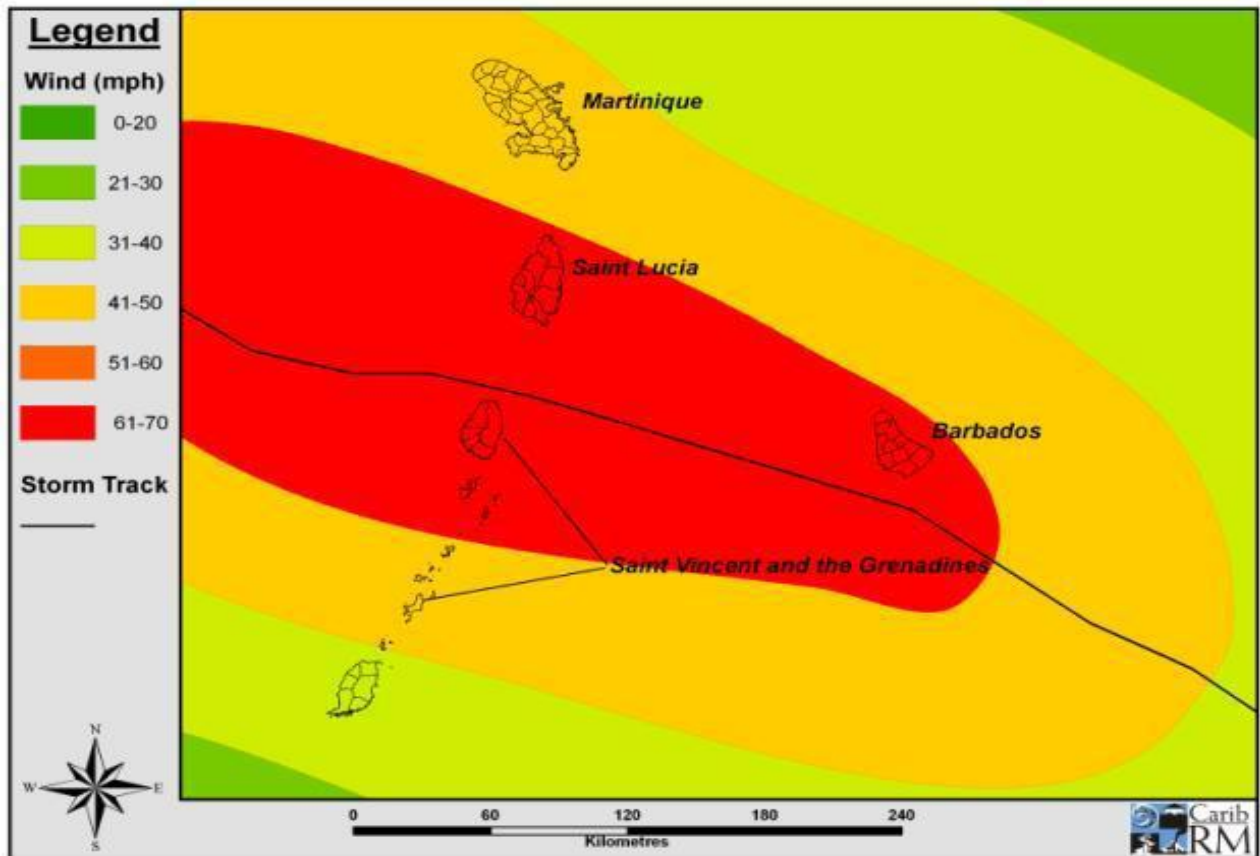 Legend
Wind (mph)
0-20
21-30
31-40
41-50
51-60
61-70
Storm Track
Martinique
Saint Lucia
Barbados
Saint Vincent and the Grenadines
N
W E
S
0 60 120 180 240
Kilometres
Carib
RM